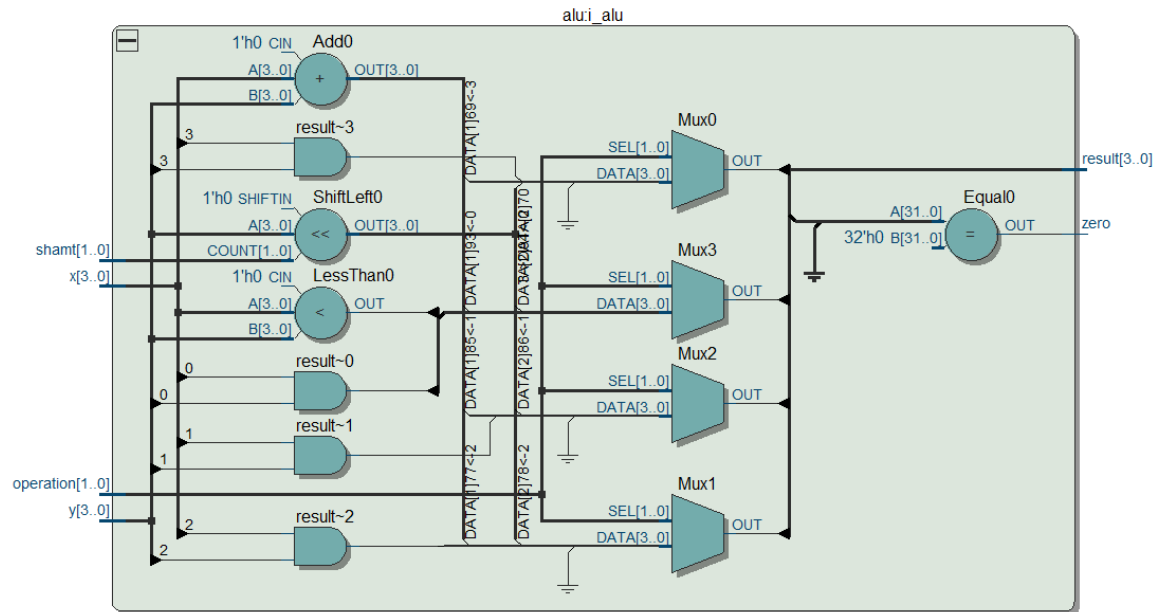 alu:i_alu
1'h0 CIN
Add0
A[3..0]
OUT[3..0]
B[3..0]
3
result~3
3
1'h0 SHIFTIN
ShiftLeft0
A[3..0]
OUT[3..0]
COUNT[1..0]
<<
+
shamt[1..0]
x[3..0]
1'h0 CIN
LessThan0
A[3..0]
OUT
B[3..0]
<
0
result~0
0
1
result~1
1
operation[1..0]
y[3..0]
2
result~2
2
DATA[1]69<-3
DATA[1]93<-0
DATA[1]85<-1
DATA[2]86<-1
DATA[1]77<-2
DATA[2]78<-2
Mux0
SEL[1..0]
OUT
DATA[3..0]
Mux3
SEL[1..0]
OUT
DATA[3..0]
Mux2
SEL[1..0]
OUT
DATA[3..0]
Mux1
SEL[1..0]
OUT
DATA[3..0]
result[3..0]
Equal0
A[31..0]
OUT
32'h0 B[31..0]
=
zero